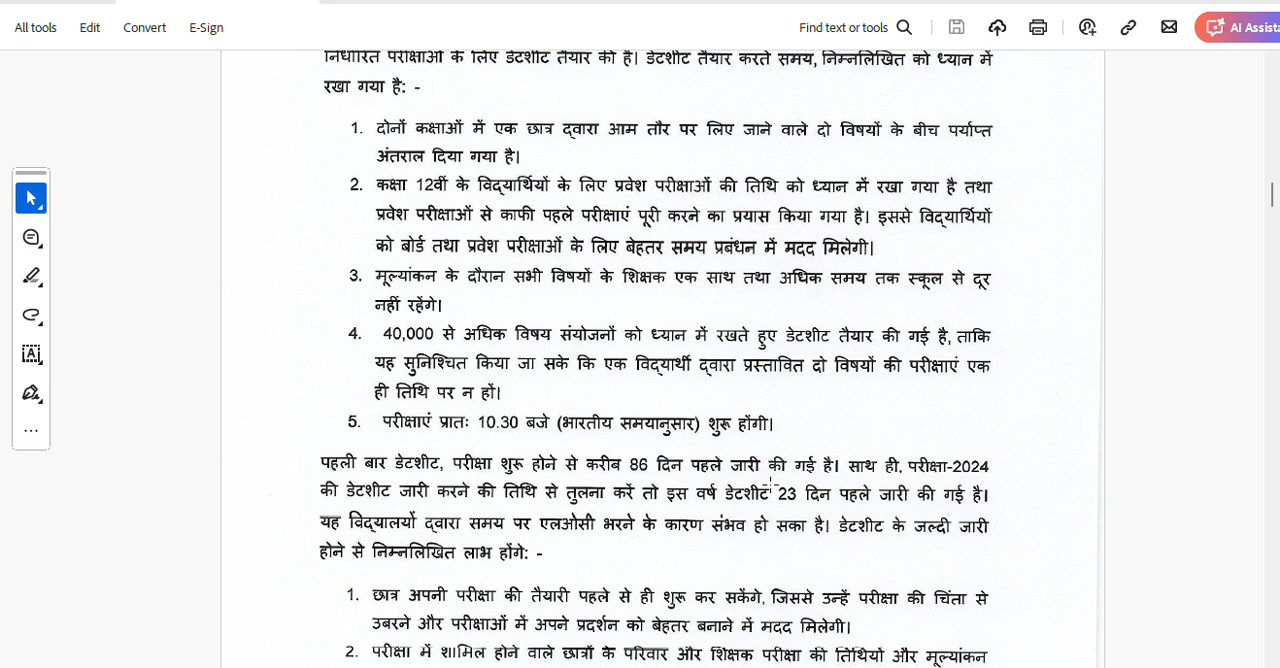 All tools Edit Convert E-Sign Find text or tools AI Assista
निर्धारित परीक्षाओं के लिए डेटशीट तैयार की है। डेटशीट तैयार करते समय, निम्नलिखित को ध्यान में
रखा गया है: -
1. दोनों कक्षाओं में एक छात्र द्वारा आम तौर पर लिए जाने वाले दो विषयों के बीच पर्याप्त
अंतराल दिया गया है।
2. कक्षा 12वीं के विद्यार्थियों के लिए प्रवेश परीक्षाओं की तिथि को ध्यान में रखा गया है तथा
प्रवेश परीक्षाओं से काफी पहले परीक्षाएं पूरी करने का प्रयास किया गया है। इससे विद्यार्थियों
को बोर्ड तथा प्रवेश परीक्षाओं के लिए बेहतर समय प्रबंधन में मदद मिलेगी।
3. मूल्यांकन के दौरान सभी विषयों के शिक्षक एक साथ तथा अधिक समय तक स्कूल से दूर
नहीं रहेंगे।
4. 40,000 से अधिक विषय संयोजनों को ध्यान में रखते हुए डेटशीट तैयार की गई है, ताकि
यह सुनिश्चित किया जा सके कि एक विद्यार्थी द्वारा प्रस्तावित दो विषयों की परीक्षाएं एक
ही तिथि पर न हों।
5. परीक्षाएं प्रातः 10.30 बजे (भारतीय समयानुसार) शुरू होंगी।
पहली बार डेटशीट, परीक्षा शुरू होने से करीब 86 दिन पहले जारी की गई है। साथ ही, परीक्षा-2024
की डेटशीट जारी करने की तिथि से तुलना करें तो इस वर्ष डेटशीट 23 दिन पहले जारी की गई है।
यह विद्यालयों द्वारा समय पर एलओसी भरने के कारण संभव हो सका है। डेटशीट के जल्दी जारी
होने से निम्नलिखित लाभ होंगे: -
1. छात्र अपनी परीक्षा की तैयारी पहले से ही शुरू कर सकेंगे, जिससे उन्हें परीक्षा की चिंता से
उबरने और परीक्षाओं में अपने प्रदर्शन को बेहतर बनाने में मदद मिलेगी।
2. परीक्षा में शामिल होने वाले छात्रों के परिवार और शिक्षक परीक्षा की तिथियों और मूल्यांकन